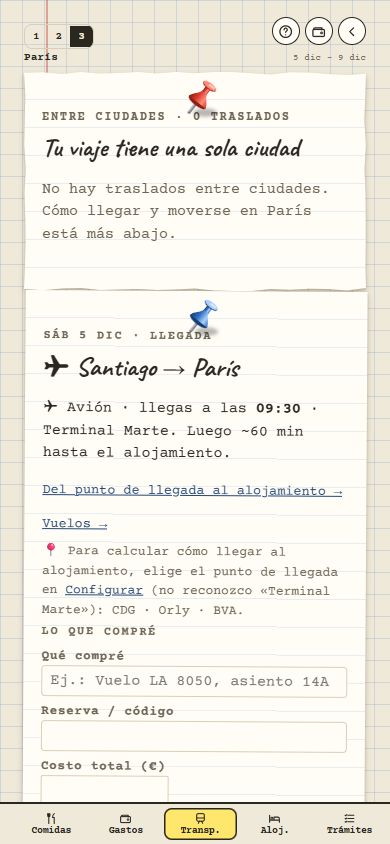 1 2 3
París
5 dic – 9 dic
ENTRE CIUDADES · 0 TRASLADOS
Tu viaje tiene una sola ciudad
No hay traslados entre ciudades.
Cómo llegar y moverse en París
está más abajo.
SÁB 5 DIC · LLEGADA
✈ Santiago → París
✈ Avión · llegas a las 09:30 ·
Terminal Marte. Luego ~60 min
hasta el alojamiento.
Del punto de llegada al alojamiento →
Vuelos →
📍 Para calcular cómo llegar al
alojamiento, elige el punto de llegada
en Configurar (no reconozco «Terminal
Marte»): CDG · Orly · BVA.
LO QUE COMPRÉ
Qué compré
Ej.: Vuelo LA 8050, asiento 14A
Reserva / código
Costo total (€)
Comidas Gastos Transp. Aloj. Trámites